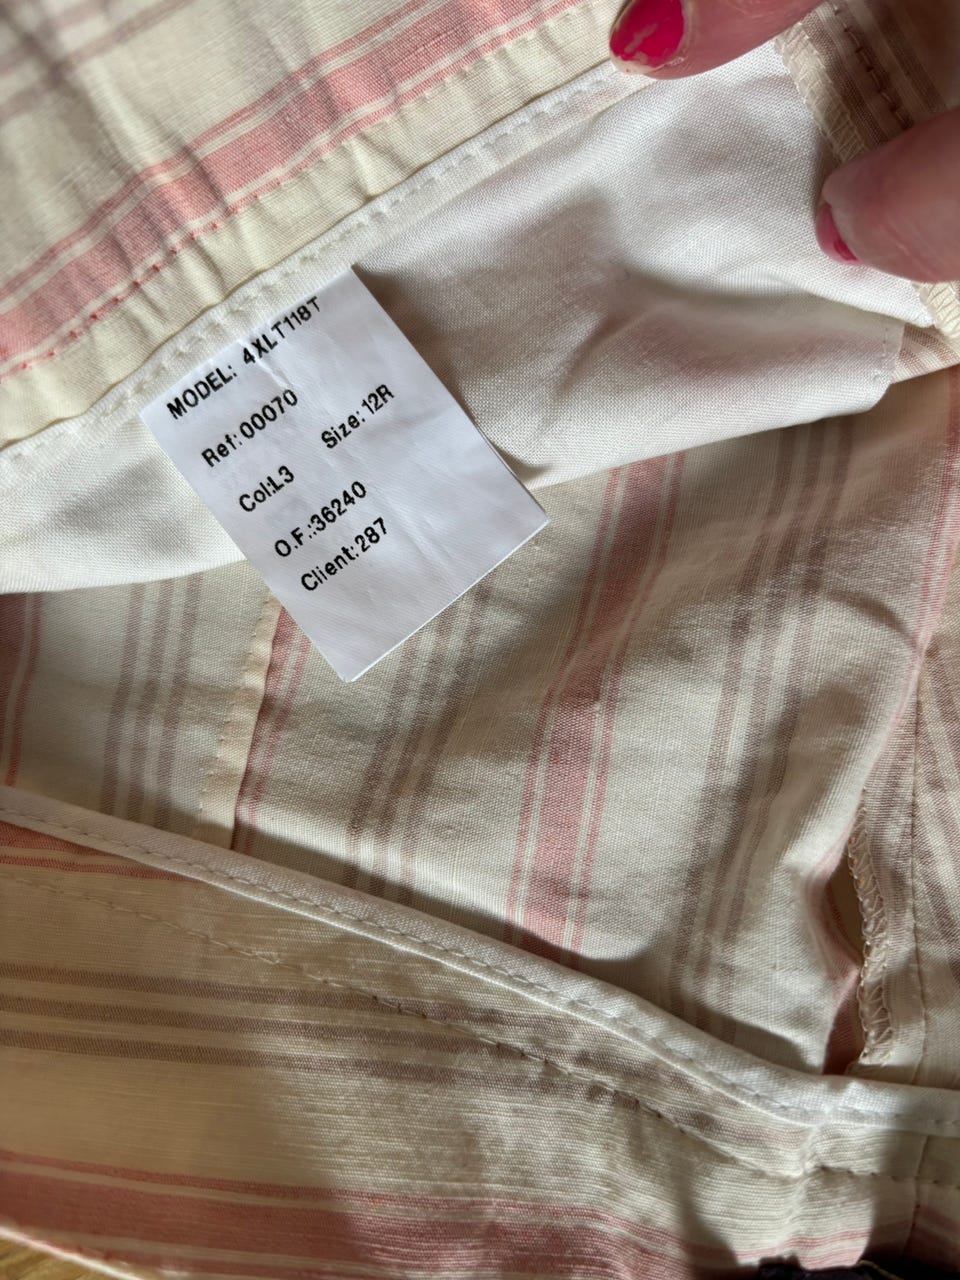 MODEL: 4XLT118T
Ref:00070
Size:12R
Col:L3
O.F.:36240
Client:287